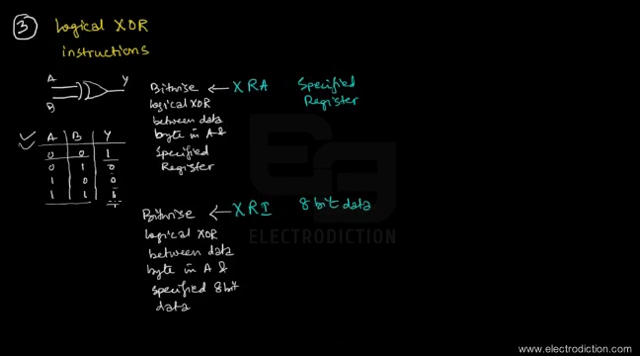 ③ Logical XOR
instructions
A
B
Y
Bitwise ← XRA Specified
Register
logical XOR
between data
byte in A &
Specified
Register
A B Y
0 0 1
0 1 0
1 0 0
1 1 1
Bitwise ← XRI 8 bit data
logical XOR
between data
byte in A &
specified 8bit
data
ELECTRODICTION
www.electrodiction.com